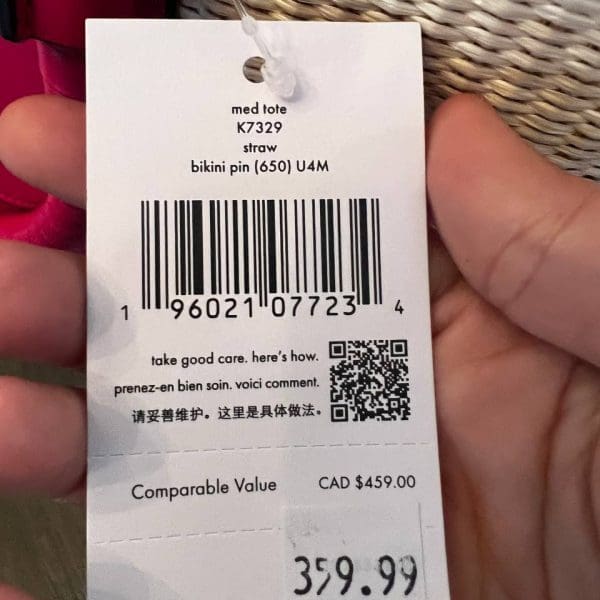 med tote
K7329
straw
bikini pin (650) U4M
1 96021 07723 4
take good care. here's how.
prenez-en bien soin. voici comment.
请妥善维护。这里是具体做法。
Comparable Value CAD $459.00
359.99